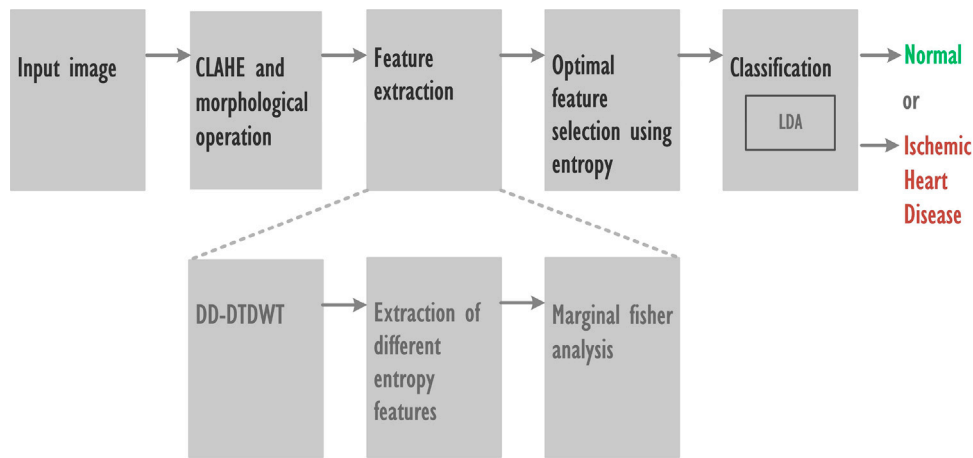 Input image
CLAHE and
morphological
operation
Feature
extraction
Optimal
feature
selection using
entropy
Classification
LDA
Normal
or
Ischemic
Heart
Disease
DD-DTDWT
Extraction of
different
entropy
features
Marginal fisher
analysis